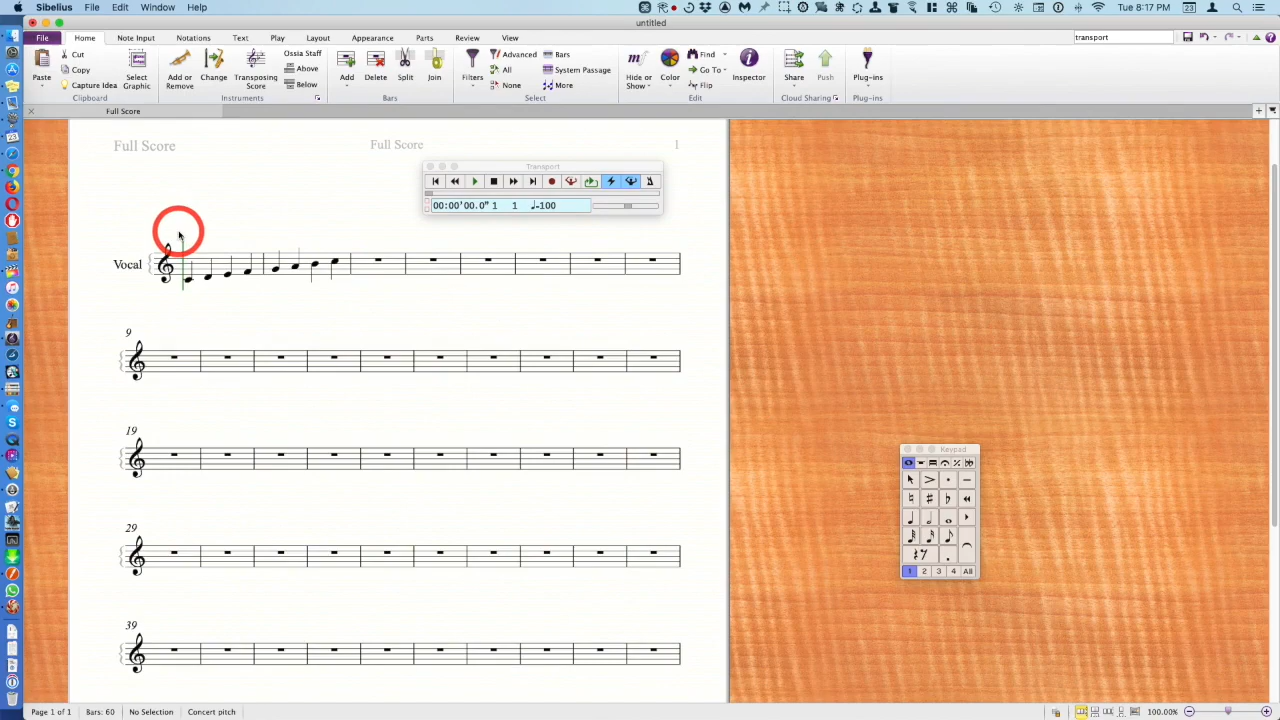 Sibelius File Edit View Window Help Tue 8:17 PM 23
untitled
File Home Note Input Notations Text Play Layout Appearance Parts Review View transport
Paste Cut Copy Capture Idea Select Graphic Add or Remove Change Transposing Score Ossia Staff Above Below Add Delete Split Join Filters Advanced All None Bars System Passage More Hide or Show Color Find Go To Flip Inspector Share Push Plug-ins
Clipboard Instruments Bars Select Edit Cloud Sharing Plug-ins
Full Score
Full Score Full Score 1
Transport
00:00'00.0" 1 1 ♩=100
Vocal
9
19
Keypad
29
1 2 3 4 All
39
Page 1 of 1 Bars: 60 No Selection Concert pitch 100.00%